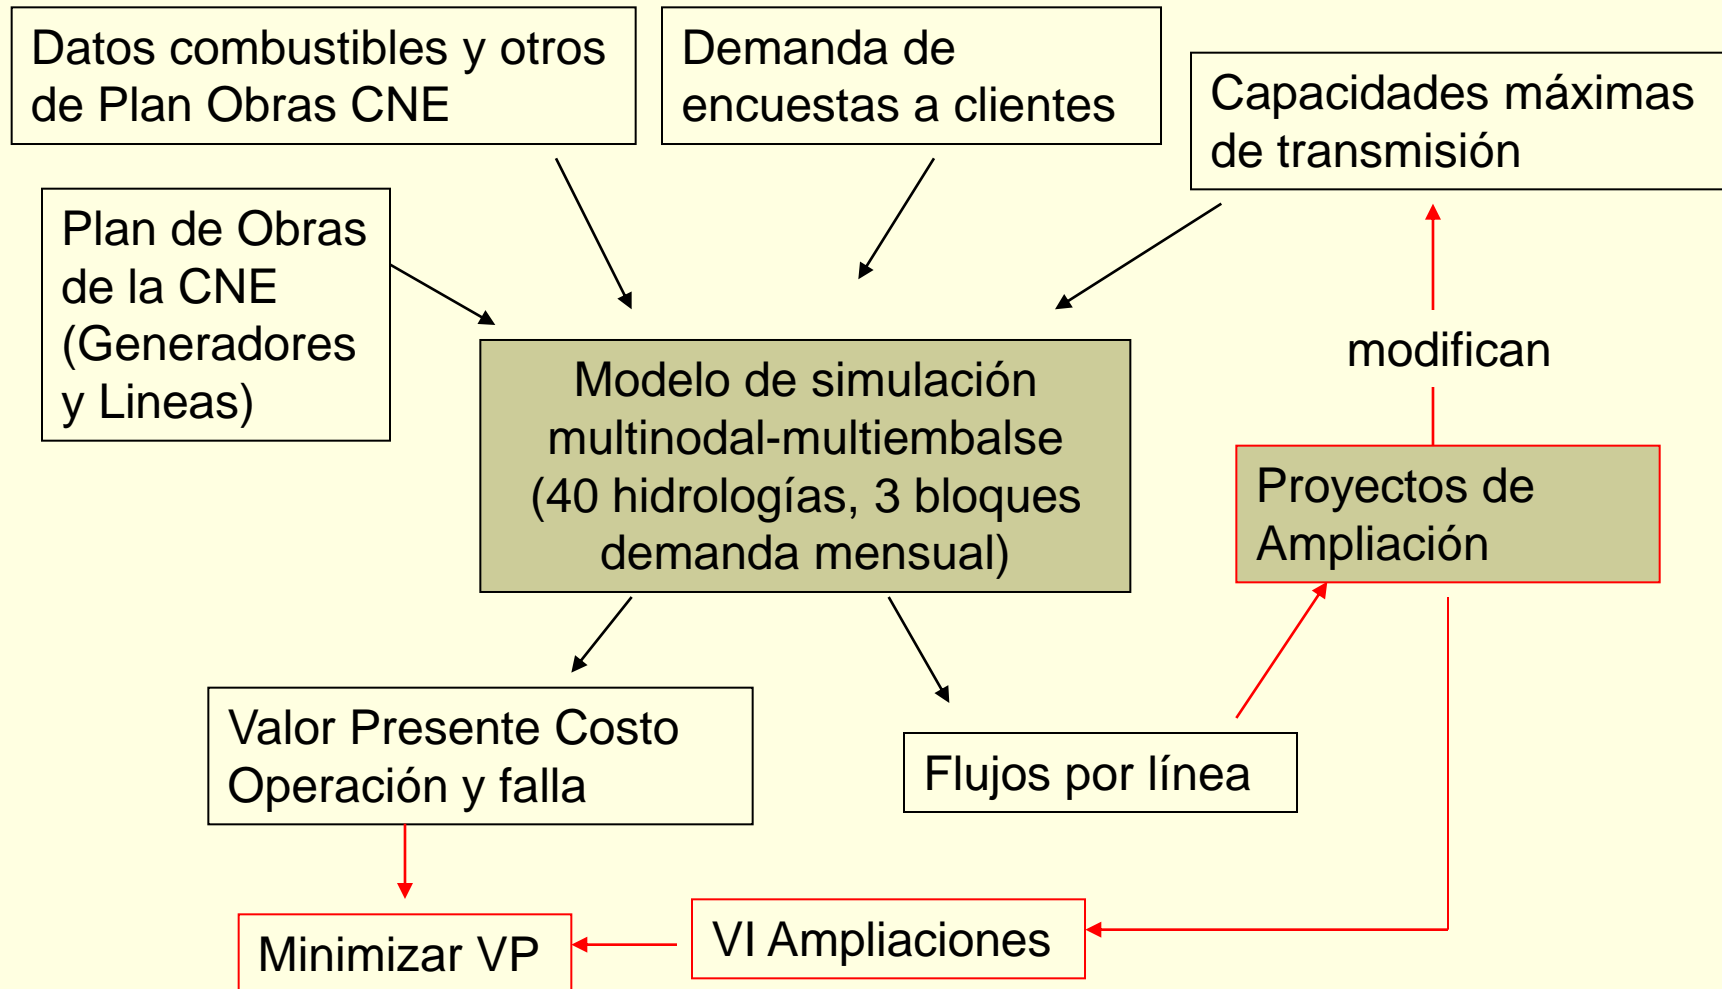 Datos combustibles y otros
de Plan Obras CNE
Demanda de
encuestas a clientes
Capacidades máximas
de transmisión
Plan de Obras
de la CNE
(Generadores
y Lineas)
modifican
Modelo de simulación
multinodal-multiembalse
(40 hidrologías, 3 bloques
demanda mensual)
Proyectos de
Ampliación
Valor Presente Costo
Operación y falla
Flujos por línea
Minimizar VP
VI Ampliaciones